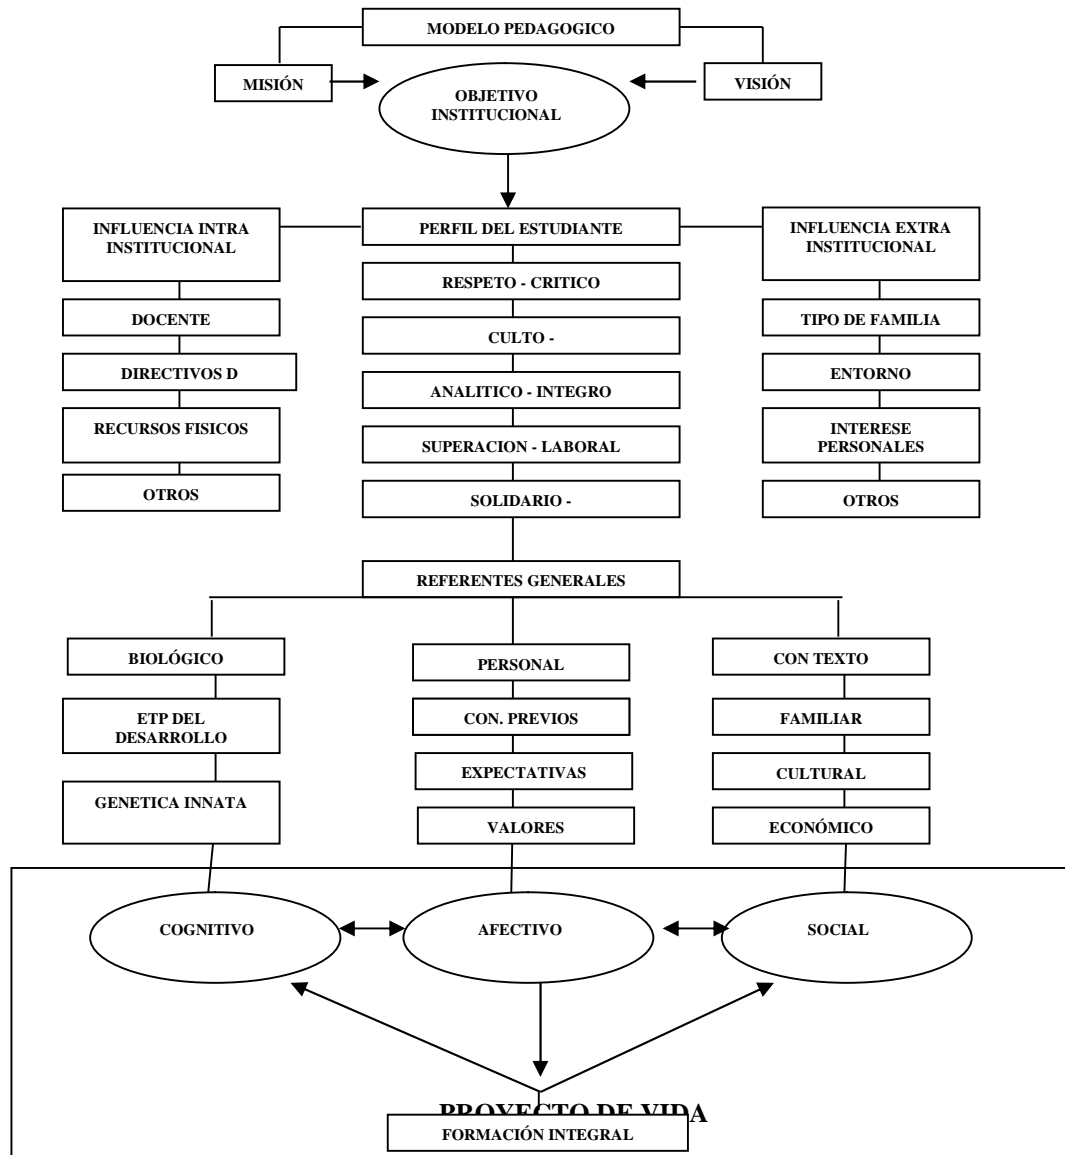 MODELO PEDAGOGICO
MISIÓN
VISIÓN
OBJETIVO
INSTITUCIONAL
INFLUENCIA INTRA
INSTITUCIONAL
PERFIL DEL ESTUDIANTE
INFLUENCIA EXTRA
INSTITUCIONAL
RESPETO - CRITICO
DOCENTE
TIPO DE FAMILIA
CULTO -
DIRECTIVOS D
ENTORNO
ANALITICO - INTEGRO
RECURSOS FISICOS
INTERESE
PERSONALES
SUPERACION - LABORAL
OTROS
SOLIDARIO -
OTROS
REFERENTES GENERALES
BIOLÓGICO
PERSONAL
CON TEXTO
ETP DEL
DESARROLLO
CON. PREVIOS
FAMILIAR
EXPECTATIVAS
CULTURAL
GENETICA INNATA
VALORES
ECONÓMICO
COGNITIVO
AFECTIVO
SOCIAL
PROYECTO DE VIDA
FORMACIÓN INTEGRAL